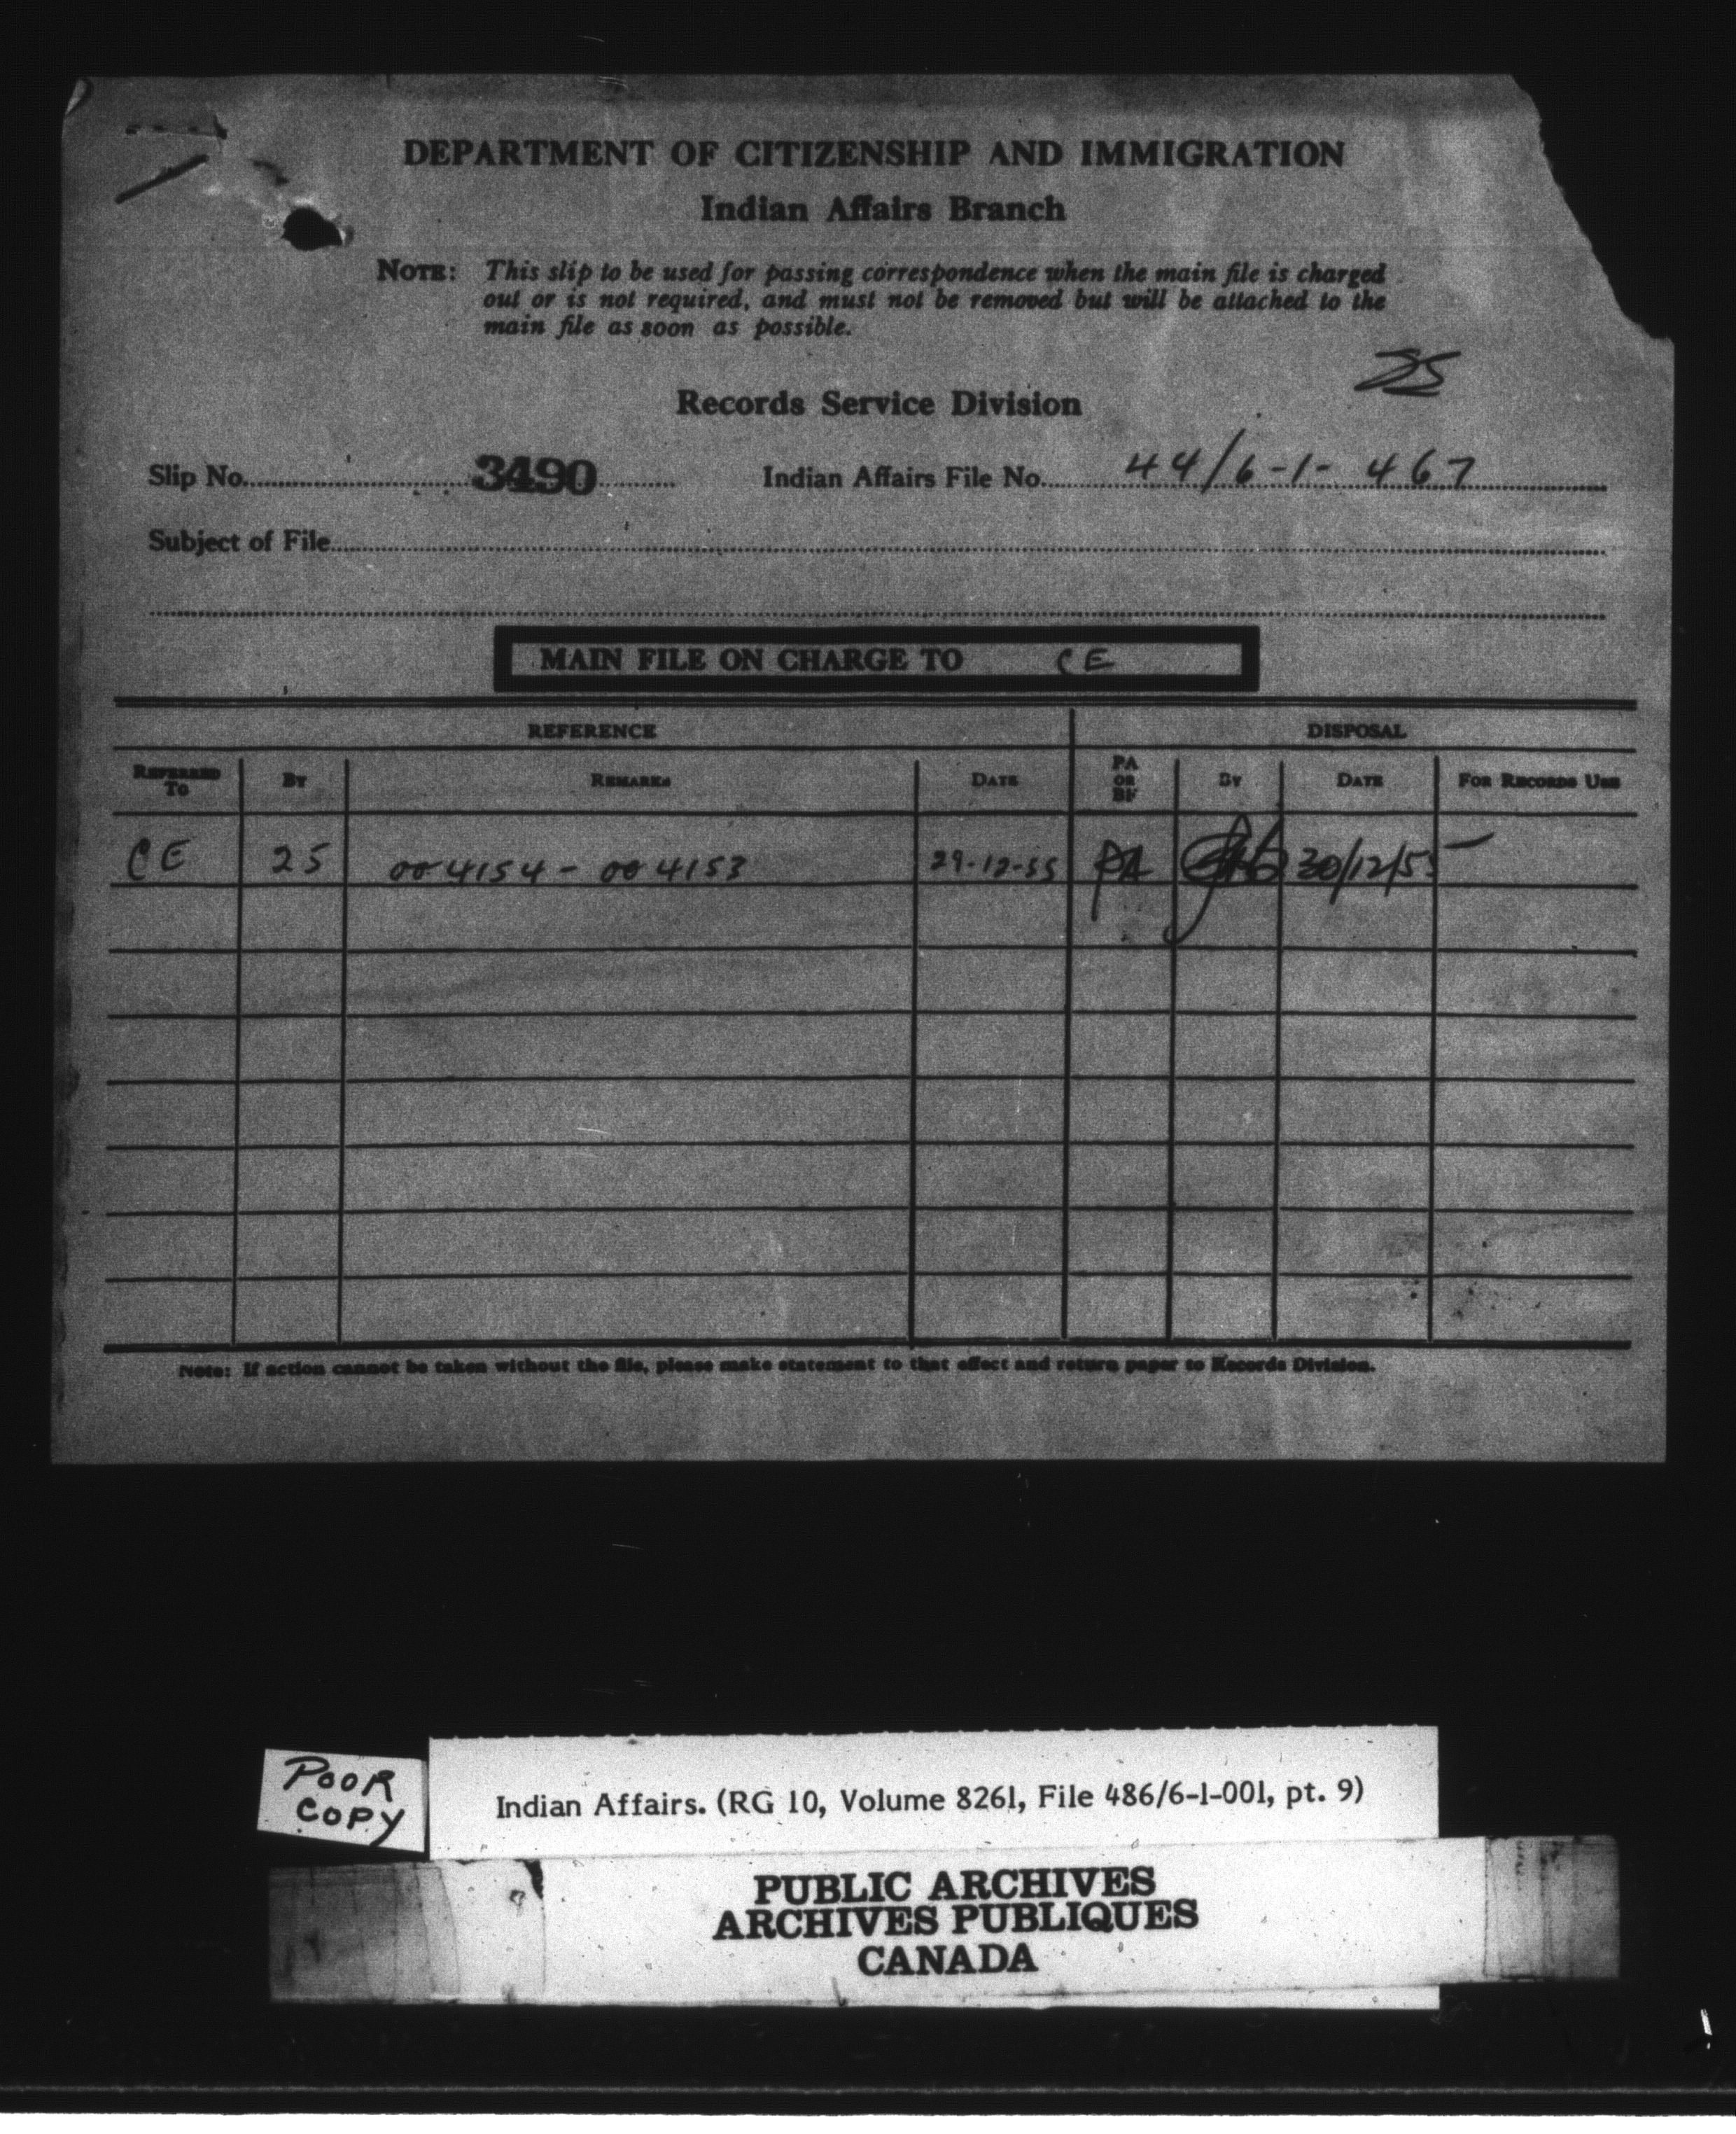 DEPARTMENT OF CITIZENSHIP AND IMMIGRATION
Indian Affairs Branch
NOTE: This slip to be used for passing correspondence when the main file is charged
out or is not required, and must not be removed but will be attached to the
main file as soon as possible.
25
Records Service Division
Slip No. 3490 Indian Affairs File No. 44/6-1-467
Subject of File
MAIN FILE ON CHARGE TO CE
REFERENCE DISPOSAL
REFERRED TO BY REMARKS DATE PA OR BF BY DATE FOR RECORDS USE
CE 25 00 4154 - 00 4153 29-12-55 PA 30/12/55 -
Note: If action cannot be taken without the file, please make statement to that effect and return paper to Records Division.
POOR
COPY
Indian Affairs. (RG 10, Volume 8261, File 486/6-1-001, pt. 9)
PUBLIC ARCHIVES
ARCHIVES PUBLIQUES
CANADA